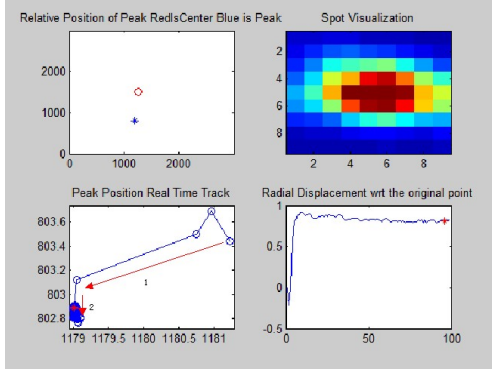 Relative Position of Peak RedIsCenter Blue is Peak
2000
1000
0
0 1000 2000
Spot Visualization
2
4
6
8
2 4 6 8
Peak Position Real Time Track
803.6
803.4
803.2
803
802.8
1179 1179.5 1180 1180.5 1181
1
2
Radial Displacement wrt the original point
1
0.5
0
-0.5
0 50 100